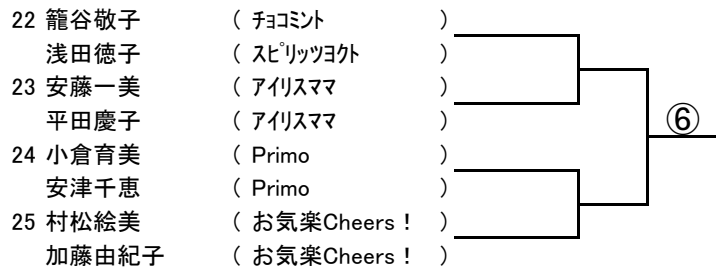 22 籠谷敬子 ( チョコミント )
浅田徳子 ( スピリッツヨクト )
23 安藤一美 ( アイリスママ )
平田慶子 ( アイリスママ )
⑥
24 小倉育美 ( Primo )
安津千恵 ( Primo )
25 村松絵美 ( お気楽Cheers！ )
加藤由紀子 ( お気楽Cheers！ )